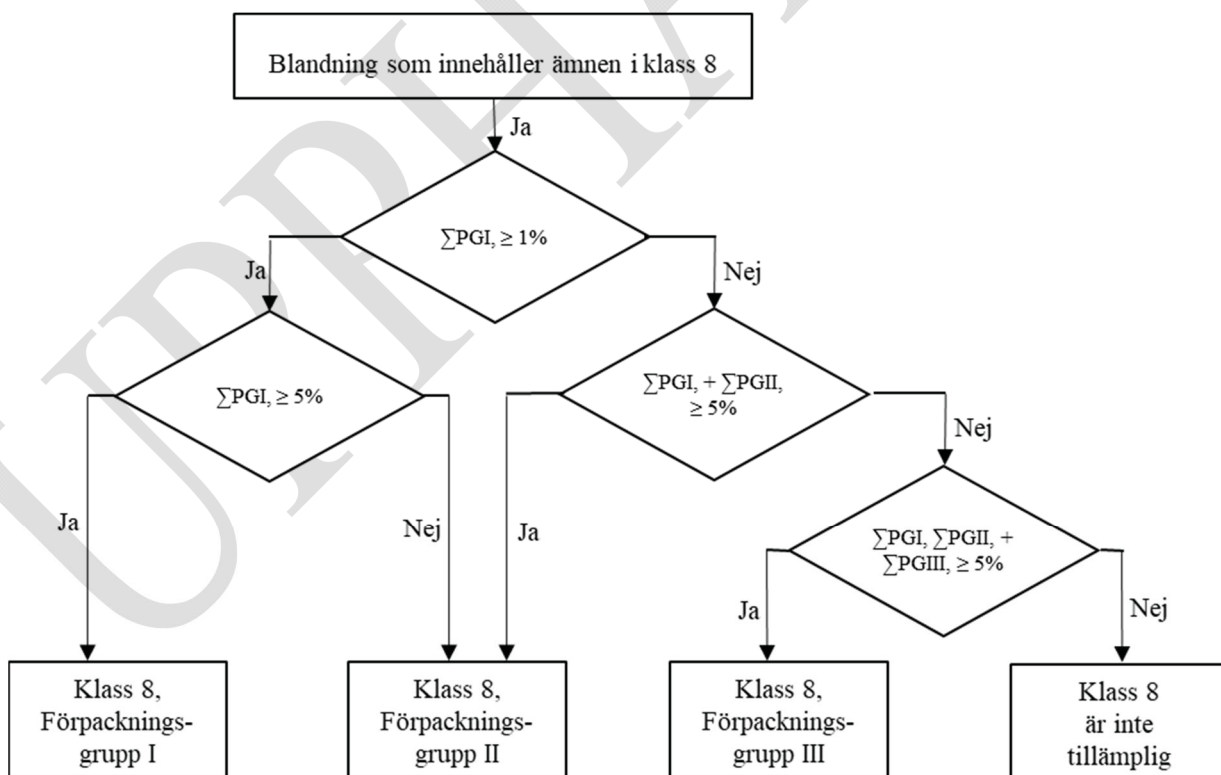 Blandning som innehåller ämnen i klass 8
Ja
∑PGI, ≥ 1%
Ja
Nej
∑PGI, ≥ 5%
∑PGI, + ∑PGII,
≥ 5%
Nej
Ja
Nej
Ja
∑PGI, ∑PGII, +
∑PGIII, ≥ 5%
Ja
Nej
Klass 8,
Förpacknings-
grupp I
Klass 8,
Förpacknings-
grupp II
Klass 8,
Förpacknings-
grupp III
Klass 8
är inte
tillämplig